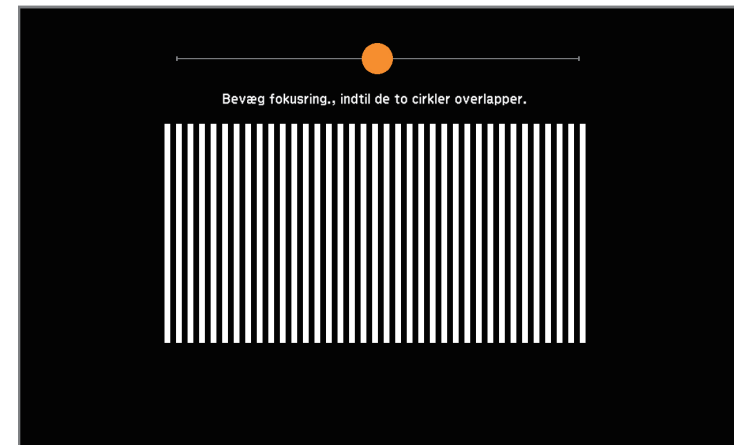 Bevæg fokusring., indtil de to cirkler overlapper.